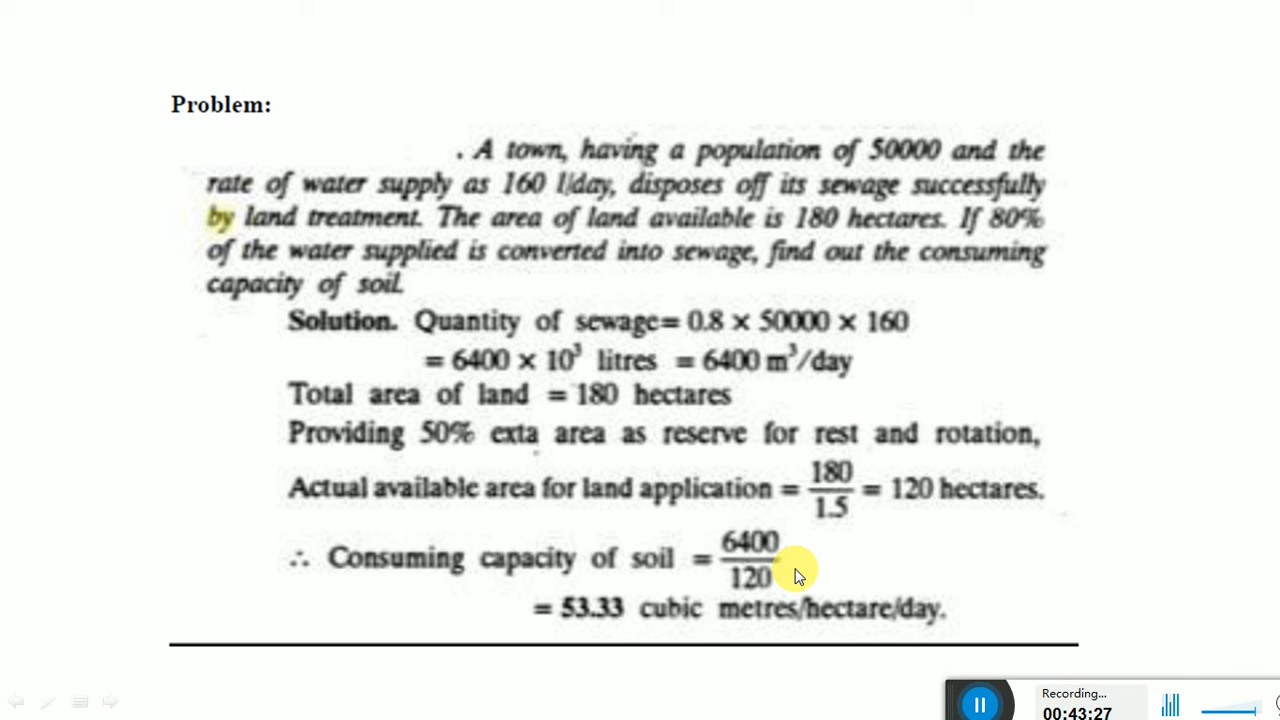 Problem:
. A town, having a population of 50000 and the
rate of water supply as 160 l/day, disposes off its sewage successfully
by land treatment. The area of land available is 180 hectares. If 80%
of the water supplied is converted into sewage, find out the consuming
capacity of soil.
Solution. Quantity of sewage= 0.8 × 50000 × 160
= 6400 × 10³ litres = 6400 m³/day
Total area of land = 180 hectares
Providing 50% exta area as reserve for rest and rotation,
Actual available area for land application = 180/1.5 = 120 hectares.
∴ Consuming capacity of soil = 6400/120
= 53.33 cubic metres/hectare/day.
Recording...
00:43:27